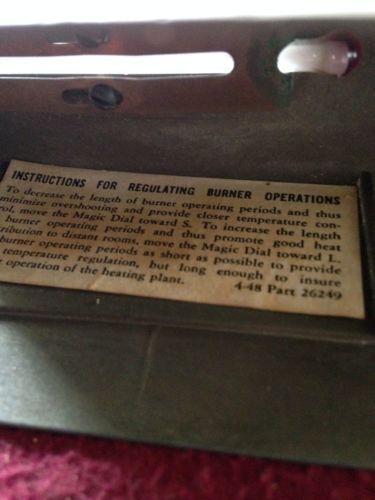 INSTRUCTIONS FOR REGULATING BURNER OPERATIONS
To decrease the length of burner operating periods and thus
minimize overshooting and provide closer temperature con-
rol, move the Magic Dial toward S. To increase the length
burner operating periods and thus promote good heat
tribution to distant rooms, move the Magic Dial toward L.
burner operating periods as short as possible to provide
temperature regulation, but long enough to insure
operation of the heating plant. 4-48 Part 26249